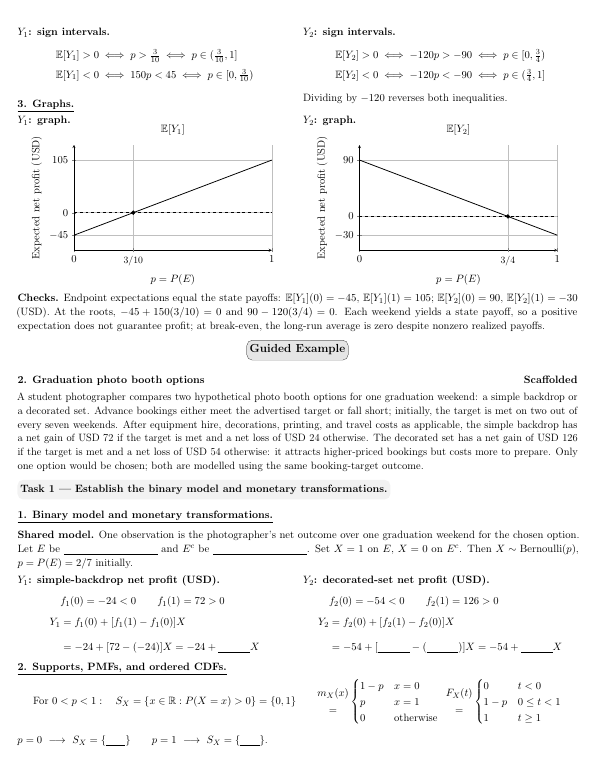 Y₁: sign intervals.
𝔼[Y₁] > 0 ⟺ p > 3/10 ⟺ p ∈ (3/10, 1]
𝔼[Y₁] < 0 ⟺ 150p < 45 ⟺ p ∈ [0, 3/10)
Y₂: sign intervals.
𝔼[Y₂] > 0 ⟺ −120p > −90 ⟺ p ∈ [0, 3/4)
𝔼[Y₂] < 0 ⟺ −120p < −90 ⟺ p ∈ (3/4, 1]
Dividing by −120 reverses both inequalities.
3. Graphs.
Y₁: graph.
𝔼[Y₁]
Expected net profit (USD)
105
0
−45
0 3/10 1
p = P(E)
Y₂: graph.
𝔼[Y₂]
Expected net profit (USD)
90
0
−30
0 3/4 1
p = P(E)
Checks. Endpoint expectations equal the state payoffs: 𝔼[Y₁](0) = −45, 𝔼[Y₁](1) = 105; 𝔼[Y₂](0) = 90, 𝔼[Y₂](1) = −30
(USD). At the roots, −45 + 150(3/10) = 0 and 90 − 120(3/4) = 0. Each weekend yields a state payoff, so a positive
expectation does not guarantee profit; at break-even, the long-run average is zero despite nonzero realized payoffs.
Guided Example
2. Graduation photo booth options Scaffolded
A student photographer compares two hypothetical photo booth options for one graduation weekend: a simple backdrop or
a decorated set. Advance bookings either meet the advertised target or fall short; initially, the target is met on two out of
every seven weekends. After equipment hire, decorations, printing, and travel costs as applicable, the simple backdrop has
a net gain of USD 72 if the target is met and a net loss of USD 24 otherwise. The decorated set has a net gain of USD 126
if the target is met and a net loss of USD 54 otherwise: it attracts higher-priced bookings but costs more to prepare. Only
one option would be chosen; both are modelled using the same booking-target outcome.
Task 1 — Establish the binary model and monetary transformations.
1. Binary model and monetary transformations.
Shared model. One observation is the photographer's net outcome over one graduation weekend for the chosen option.
Let E be ________ and Eᶜ be ________. Set X = 1 on E, X = 0 on Eᶜ. Then X ∼ Bernoulli(p),
p = P(E) = 2/7 initially.
Y₁: simple-backdrop net profit (USD).
f₁(0) = −24 < 0 f₁(1) = 72 > 0
Y₁ = f₁(0) + [f₁(1) − f₁(0)]X
= −24 + [72 − (−24)]X = −24 + ____X
Y₂: decorated-set net profit (USD).
f₂(0) = −54 < 0 f₂(1) = 126 > 0
Y₂ = f₂(0) + [f₂(1) − f₂(0)]X
= −54 + [____ − (____)]X = −54 + ____X
2. Supports, PMFs, and ordered CDFs.
For 0 < p < 1 : S_X = {x ∈ ℝ : P(X = x) > 0} = {0, 1}
m_X(x) = { 1 − p x = 0
p x = 1
0 otherwise
F_X(t) = { 0 t < 0
1 − p 0 ≤ t < 1
1 t ≥ 1
p = 0 ⟶ S_X = {___} p = 1 ⟶ S_X = {___}.